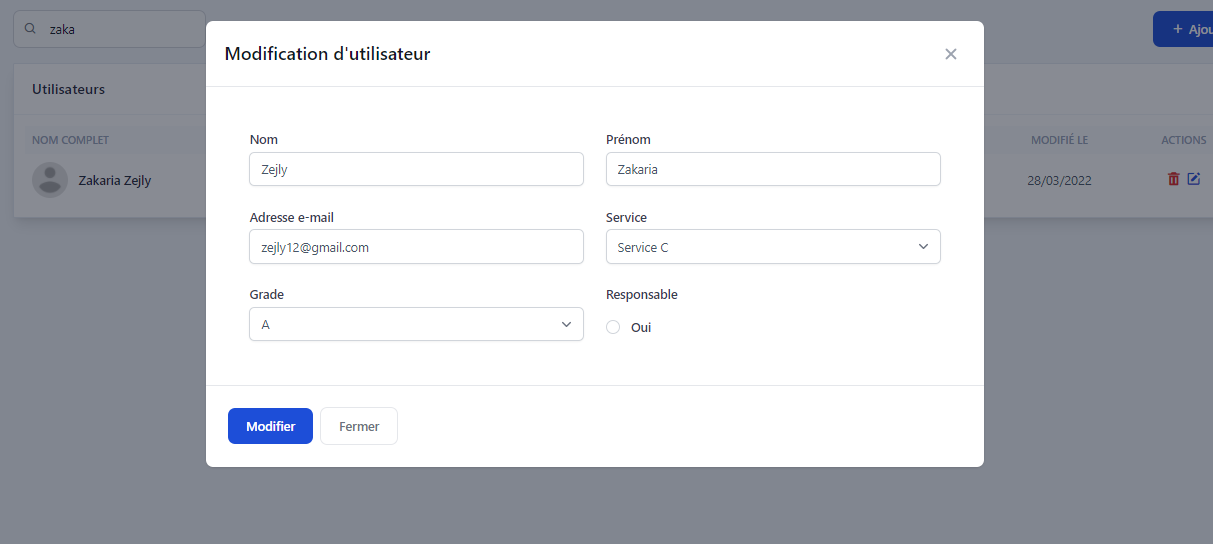 zaka
+ Ajou
Utilisateurs
NOM COMPLET
MODIFIÉ LE
ACTIONS
Zakaria Zejly
28/03/2022
Modification d'utilisateur
Nom
Prénom
Zejly
Zakaria
Adresse e-mail
Service
zejly12@gmail.com
Service C
Grade
Responsable
A
Oui
Modifier
Fermer